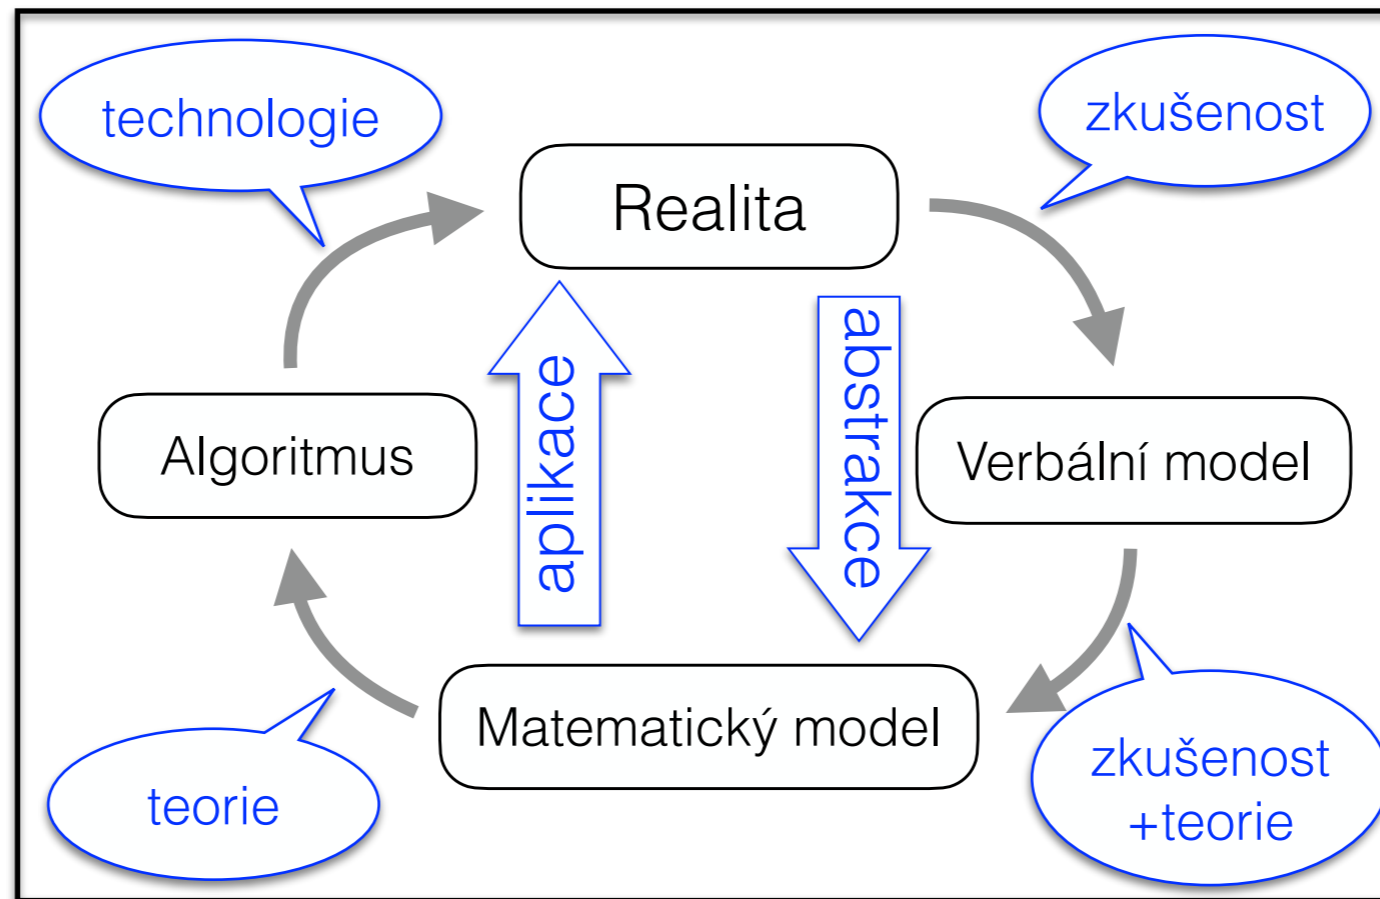 technologie
zkušenost
Realita
aplikace
abstrakce
Algoritmus
Verbální model
Matematický model
teorie
zkušenost
+teorie